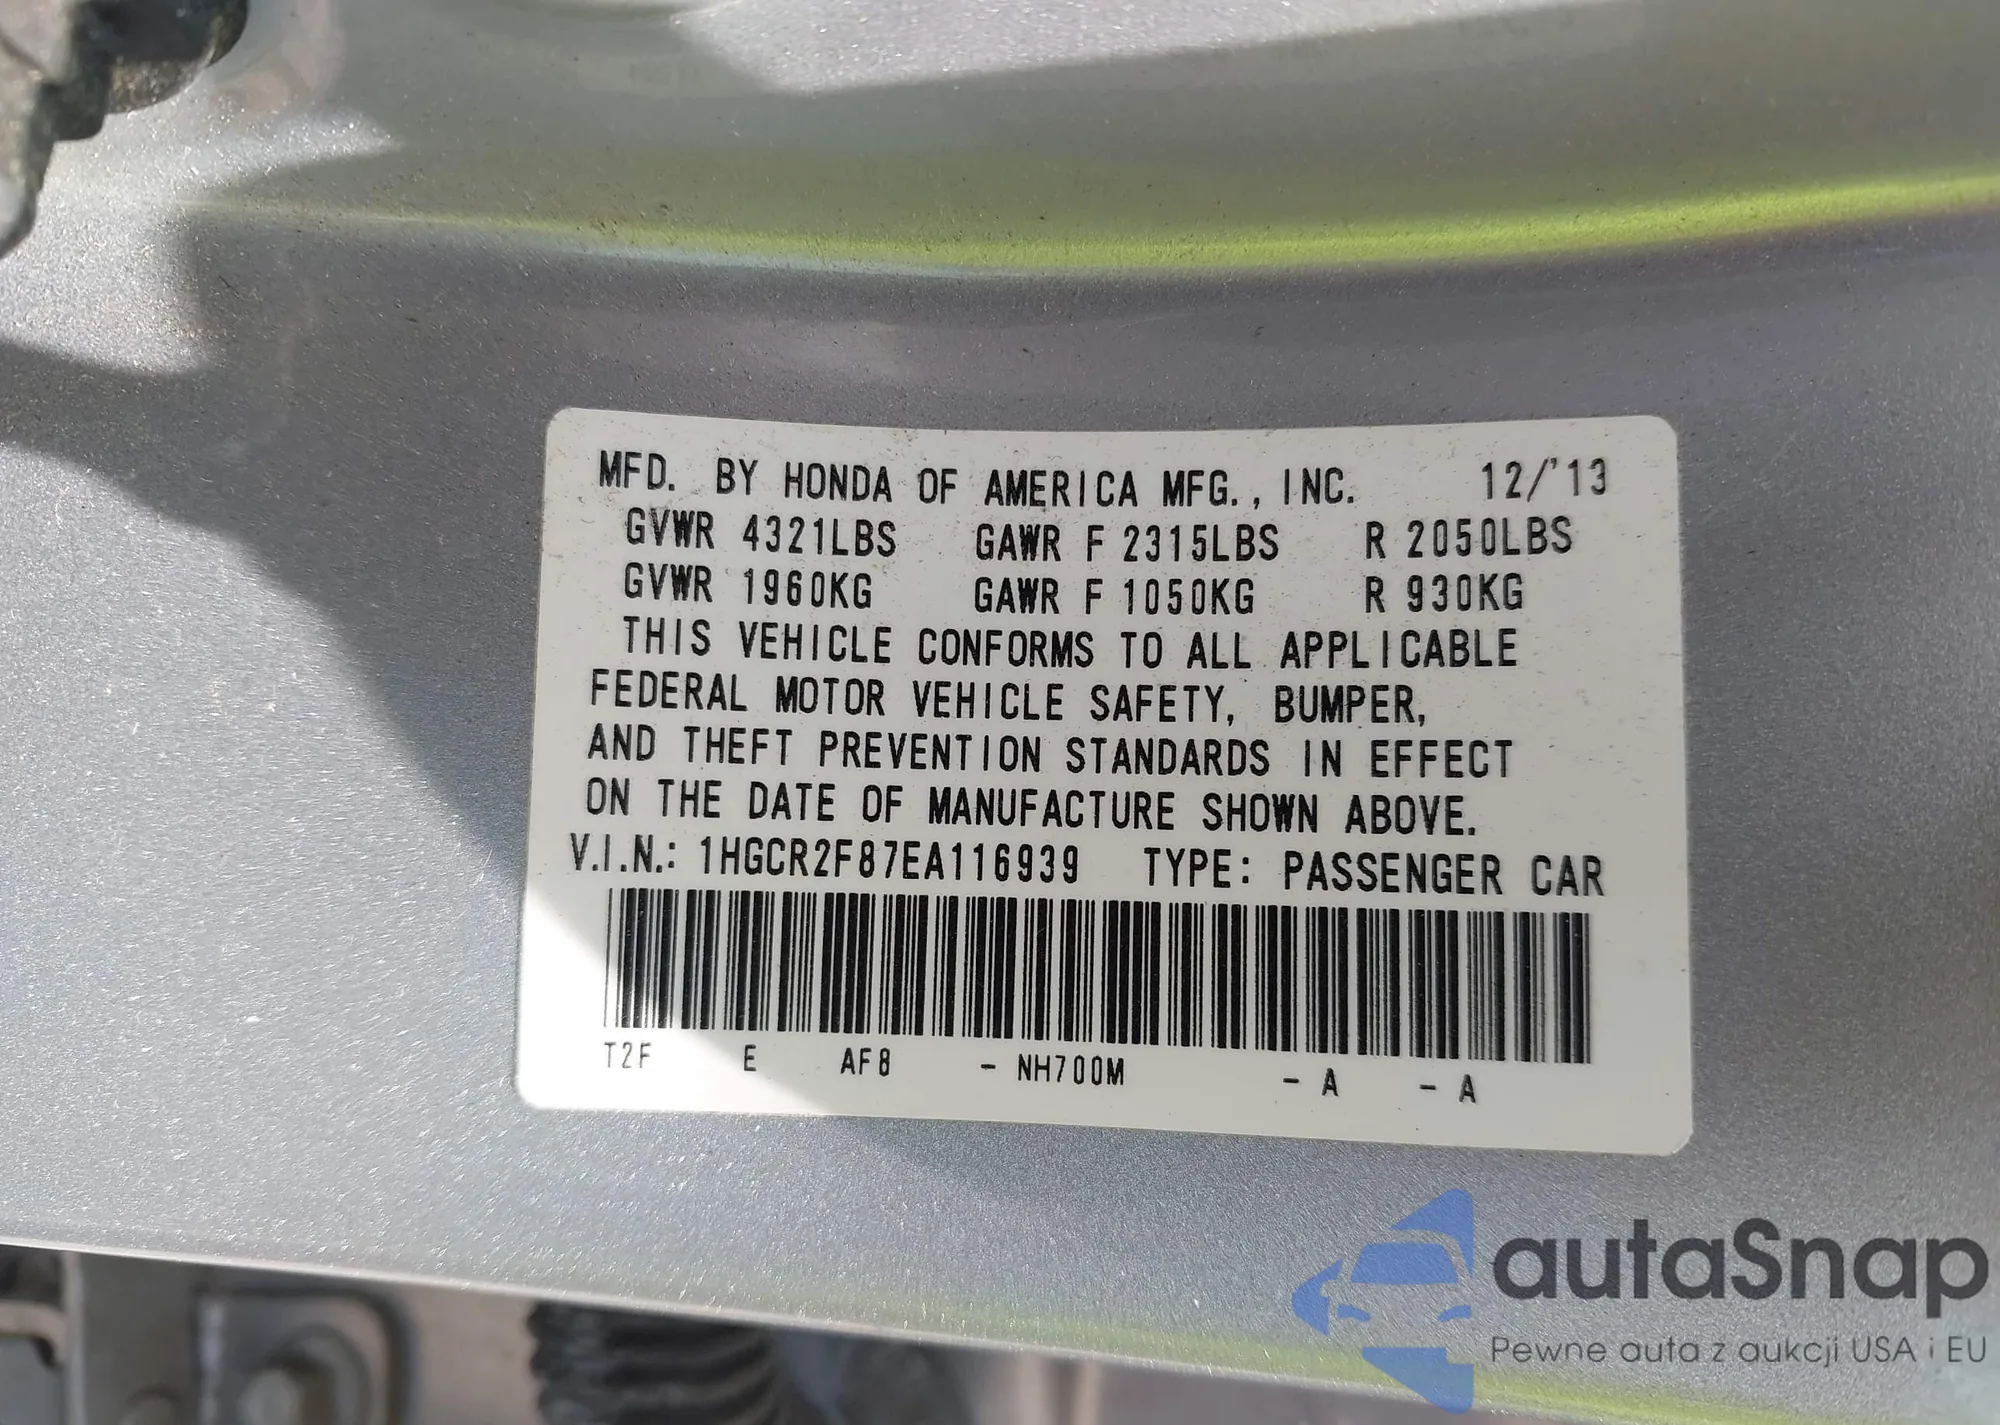 MFD. BY HONDA OF AMERICA MFG., INC. 12/'13
GVWR 4321LBS GAWR F 2315LBS R 2050LBS
GVWR 1960KG GAWR F 1050KG R 930KG
THIS VEHICLE CONFORMS TO ALL APPLICABLE
FEDERAL MOTOR VEHICLE SAFETY, BUMPER,
AND THEFT PREVENTION STANDARDS IN EFFECT
ON THE DATE OF MANUFACTURE SHOWN ABOVE.
V.I.N.: 1HGCR2F87EA116939 TYPE: PASSENGER CAR
T2F E AF8 - NH700M - A - A
autaSnap
Pewne auta z aukcji USA i EU